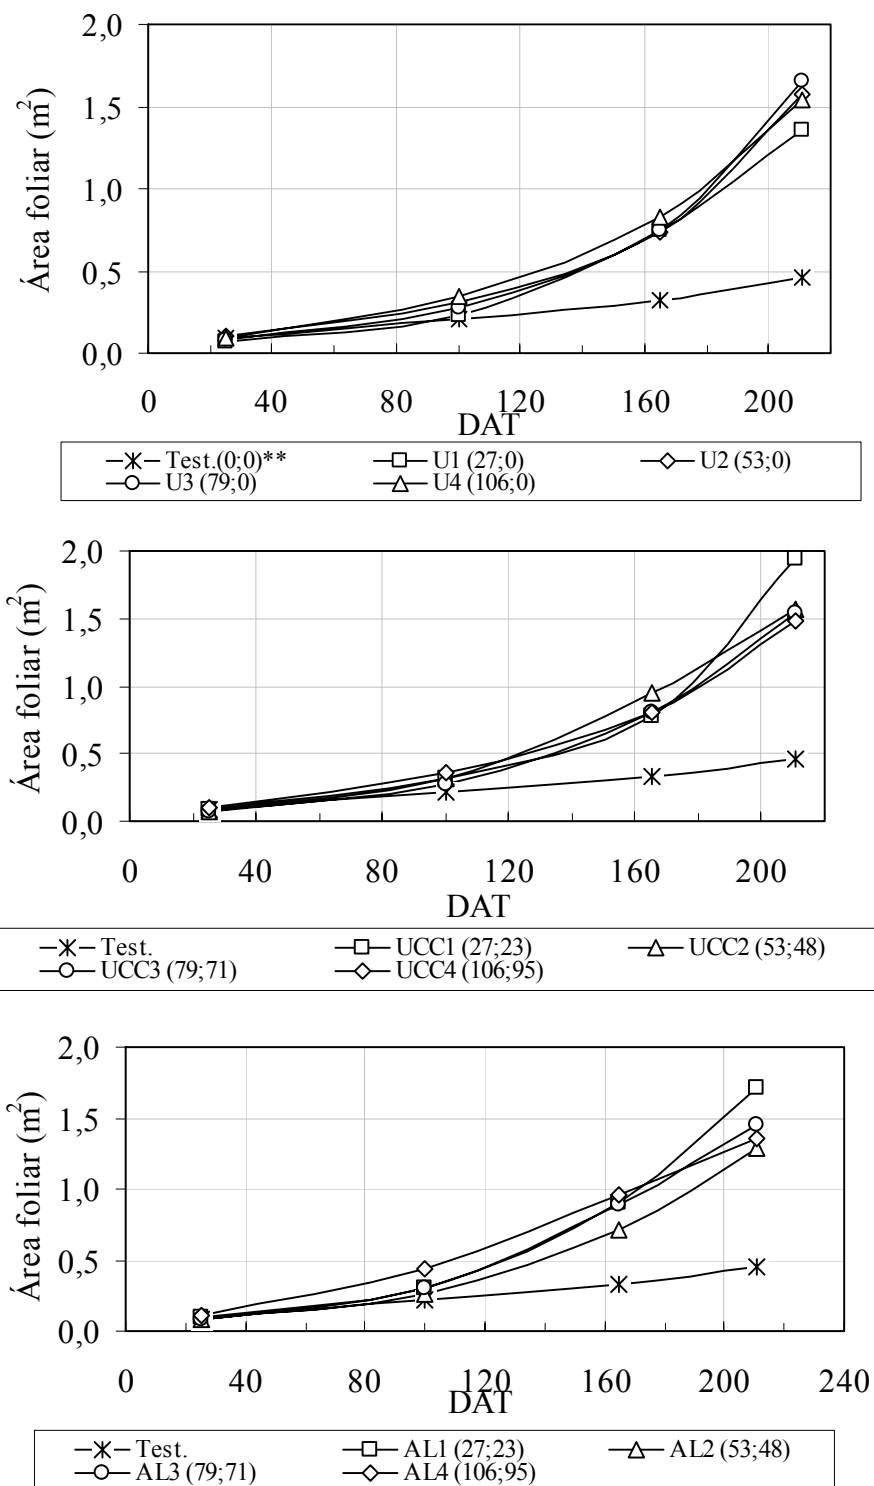 2,0
1,5
1,0
0,5
0,0
Área foliar (m²)
0 40 80 120 160 200
DAT
Test.(0;0)** U1 (27;0) U2 (53;0)
U3 (79;0) U4 (106;0)
2,0
1,5
1,0
0,5
0,0
Área foliar (m²)
0 40 80 120 160 200
DAT
Test. UCC1 (27;23) UCC2 (53;48)
UCC3 (79;71) UCC4 (106;95)
2,0
1,5
1,0
0,5
0,0
Área foliar (m²)
0 40 80 120 160 200 240
DAT
Test. AL1 (27;23) AL2 (53;48)
AL3 (79;71) AL4 (106;95)